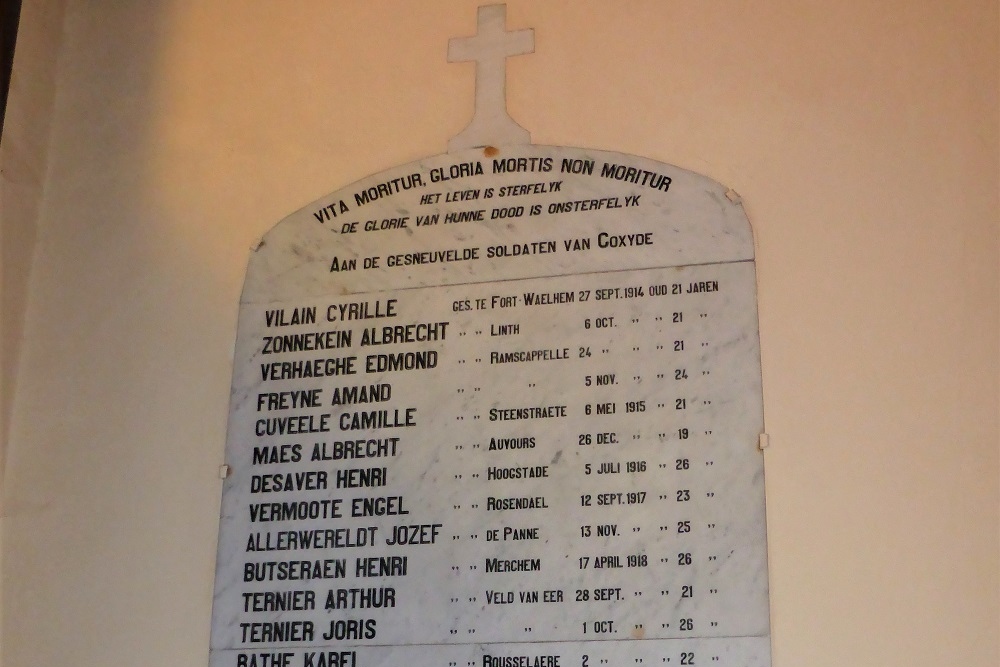 VITA MORITUR, GLORIA MORTIS NON MORITUR
HET LEVEN IS STERFELYK
DE GLORIE VAN HUNNE DOOD IS ONSTERFELYK
AAN DE GESNEUVELDE SOLDATEN VAN COXYDE
VILAIN CYRILLE GES. TE FORT-WAELHEM 27 SEPT. 1914 OUD 21 JAREN
ZONNEKEIN ALBRECHT ,, ,, LINTH 6 OCT. ,, ,, 21 ,,
VERHAEGHE EDMOND ,, ,, RAMSCAPPELLE 24 ,, ,, ,, 21 ,,
FREYNE AMAND ,, ,, ,, 5 NOV. ,, ,, 24 ,,
CUVEELE CAMILLE ,, ,, STEENSTRAETE 6 MEI 1915 ,, 21 ,,
MAES ALBRECHT ,, ,, AUVOURS 26 DEC. ,, ,, 19 ,,
DESAVER HENRI ,, ,, HOOGSTADE 5 JULI 1916 ,, 26 ,,
VERMOOTE ENGEL ,, ,, ROSENDAEL 12 SEPT. 1917 ,, 23 ,,
ALLERWERELDT JOZEF ,, ,, DE PANNE 13 NOV. ,, ,, 25 ,,
BUTSERAEN HENRI ,, ,, MERCHEM 17 APRIL 1918 ,, 26 ,,
TERNIER ARTHUR ,, ,, VELD VAN EER 28 SEPT. ,, ,, 21 ,,
TERNIER JORIS ,, ,, ,, 1 OCT. ,, ,, 26 ,,
RATHE KAREL ,, ,, ROUSSELAERE 2 ,, ,, ,, 22 ,,